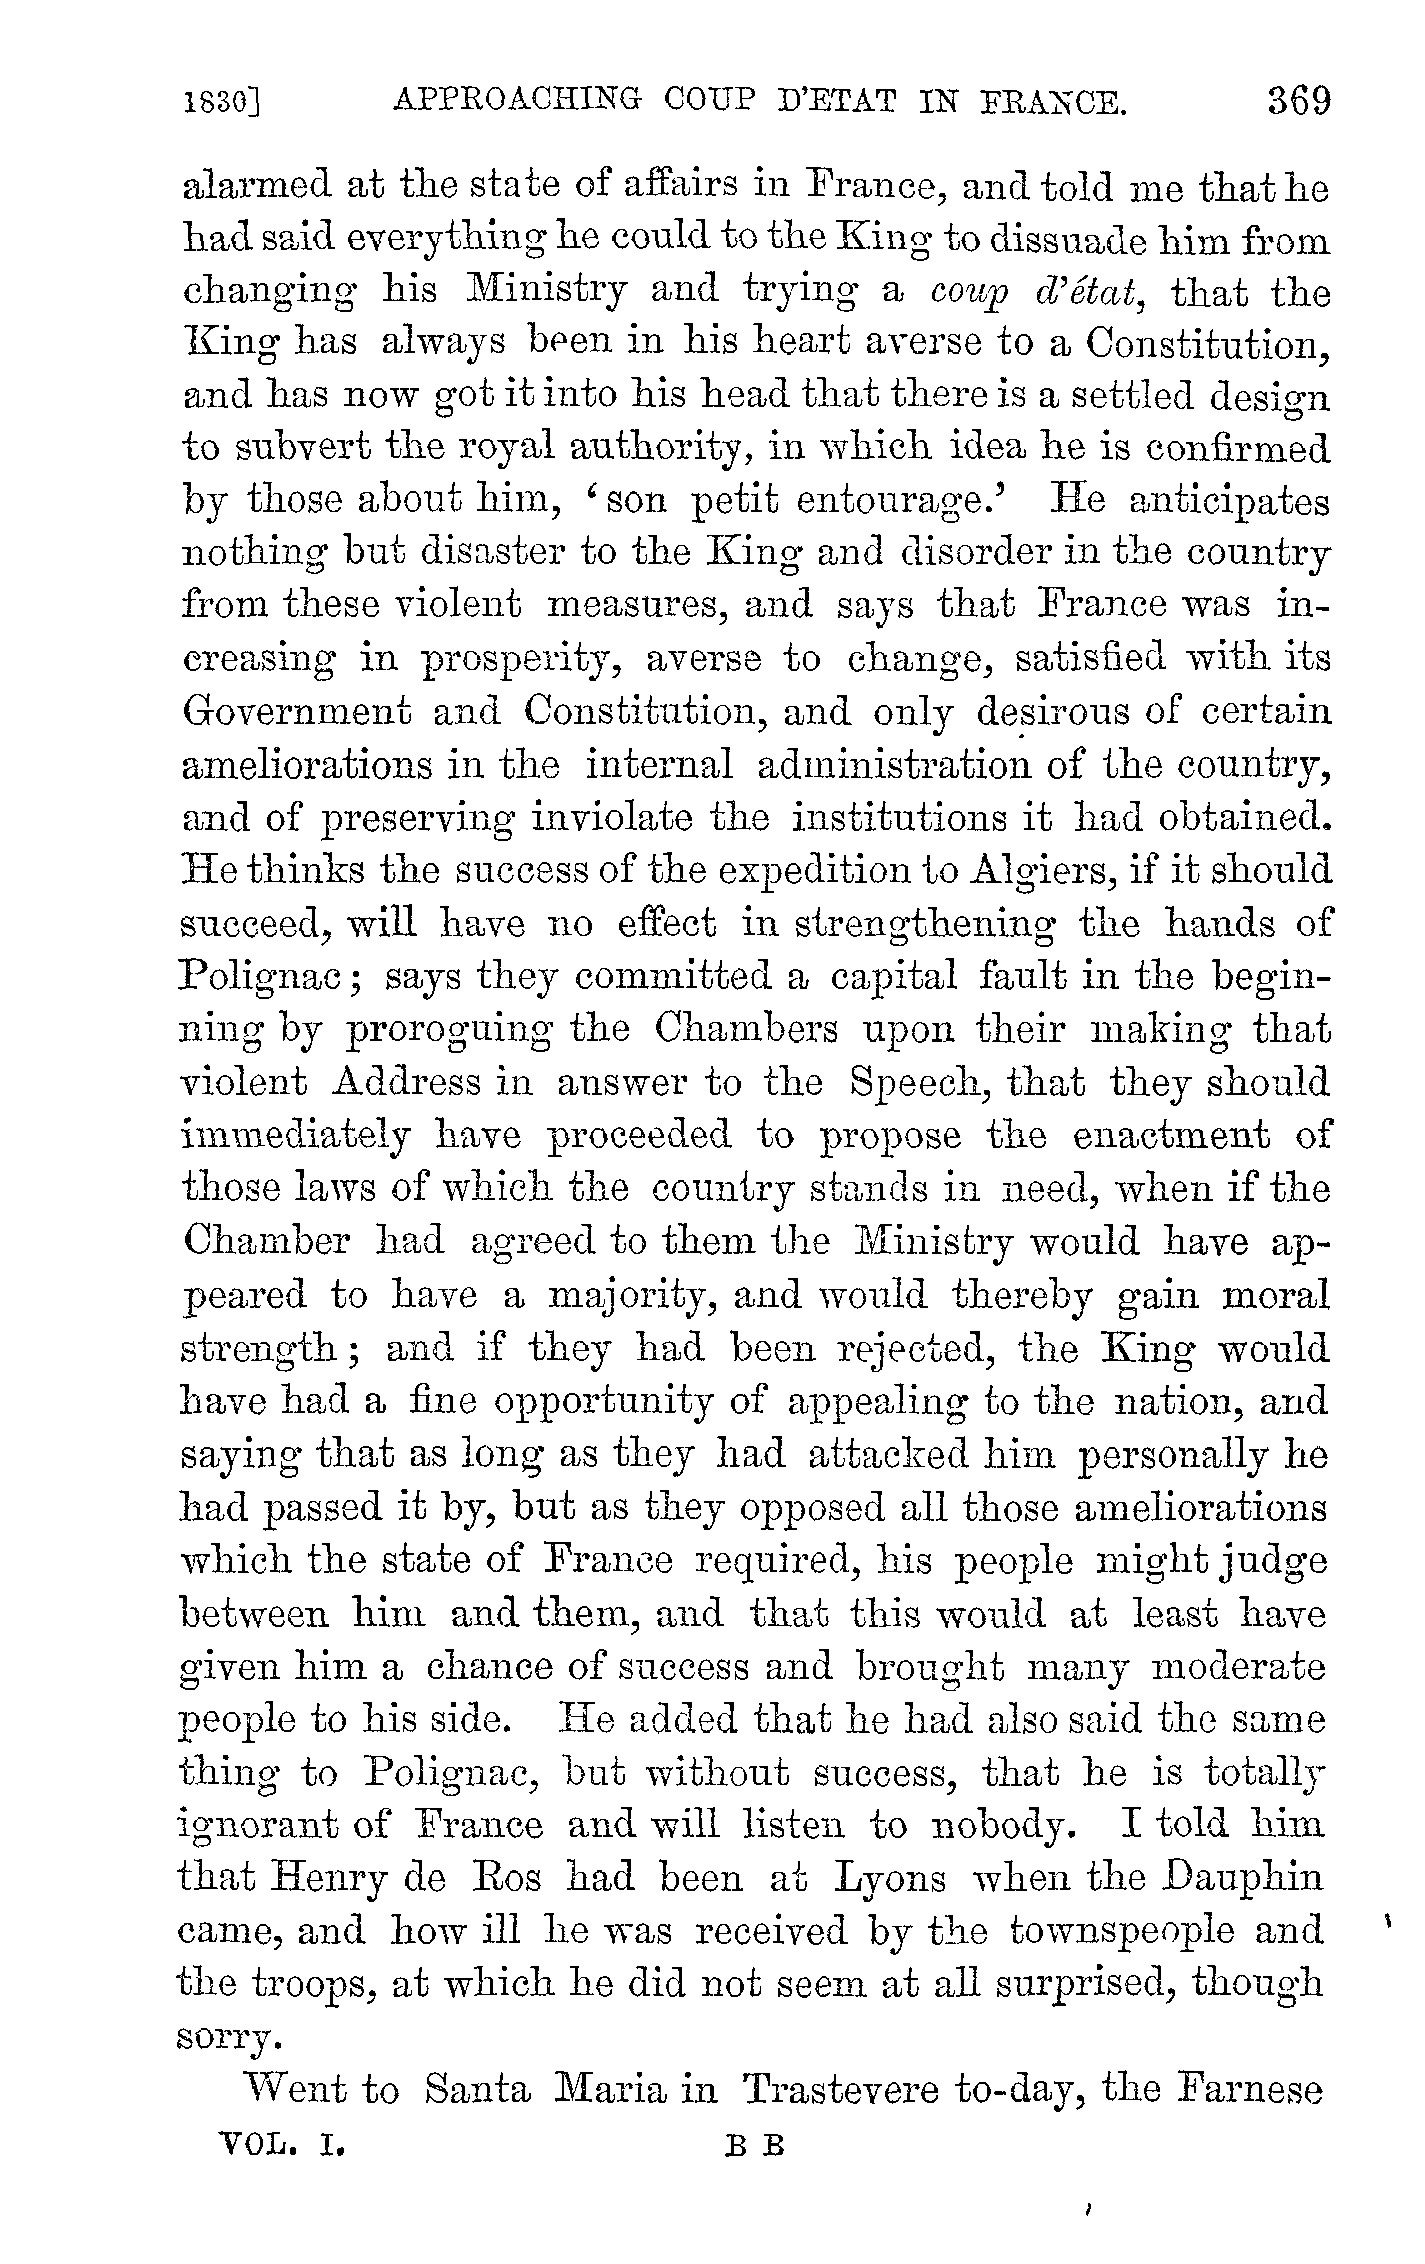 1830] APPROACHING COUP D'ETAT IN FRANCE. 369
alarmed at the state of affairs in France, and told me that he
had said everything he could to the King to dissuade him from
changing his Ministry and trying a coup d'état, that the
King has always been in his heart averse to a Constitution,
and has now got it into his head that there is a settled design
to subvert the royal authority, in which idea he is confirmed
by those about him, ‘son petit entourage.’ He anticipates
nothing but disaster to the King and disorder in the country
from these violent measures, and says that France was in-
creasing in prosperity, averse to change, satisfied with its
Government and Constitution, and only desirous of certain
ameliorations in the internal administration of the country,
and of preserving inviolate the institutions it had obtained.
He thinks the success of the expedition to Algiers, if it should
succeed, will have no effect in strengthening the hands of
Polignac; says they committed a capital fault in the begin-
ning by proroguing the Chambers upon their making that
violent Address in answer to the Speech, that they should
immediately have proceeded to propose the enactment of
those laws of which the country stands in need, when if the
Chamber had agreed to them the Ministry would have ap-
peared to have a majority, and would thereby gain moral
strength; and if they had been rejected, the King would
have had a fine opportunity of appealing to the nation, and
saying that as long as they had attacked him personally he
had passed it by, but as they opposed all those ameliorations
which the state of France required, his people might judge
between him and them, and that this would at least have
given him a chance of success and brought many moderate
people to his side. He added that he had also said the same
thing to Polignac, but without success, that he is totally
ignorant of France and will listen to nobody. I told him
that Henry de Ros had been at Lyons when the Dauphin
came, and how ill he was received by the townspeople and
the troops, at which he did not seem at all surprised, though
sorry.
Went to Santa Maria in Trastevere to-day, the Farnese
VOL. I. B B